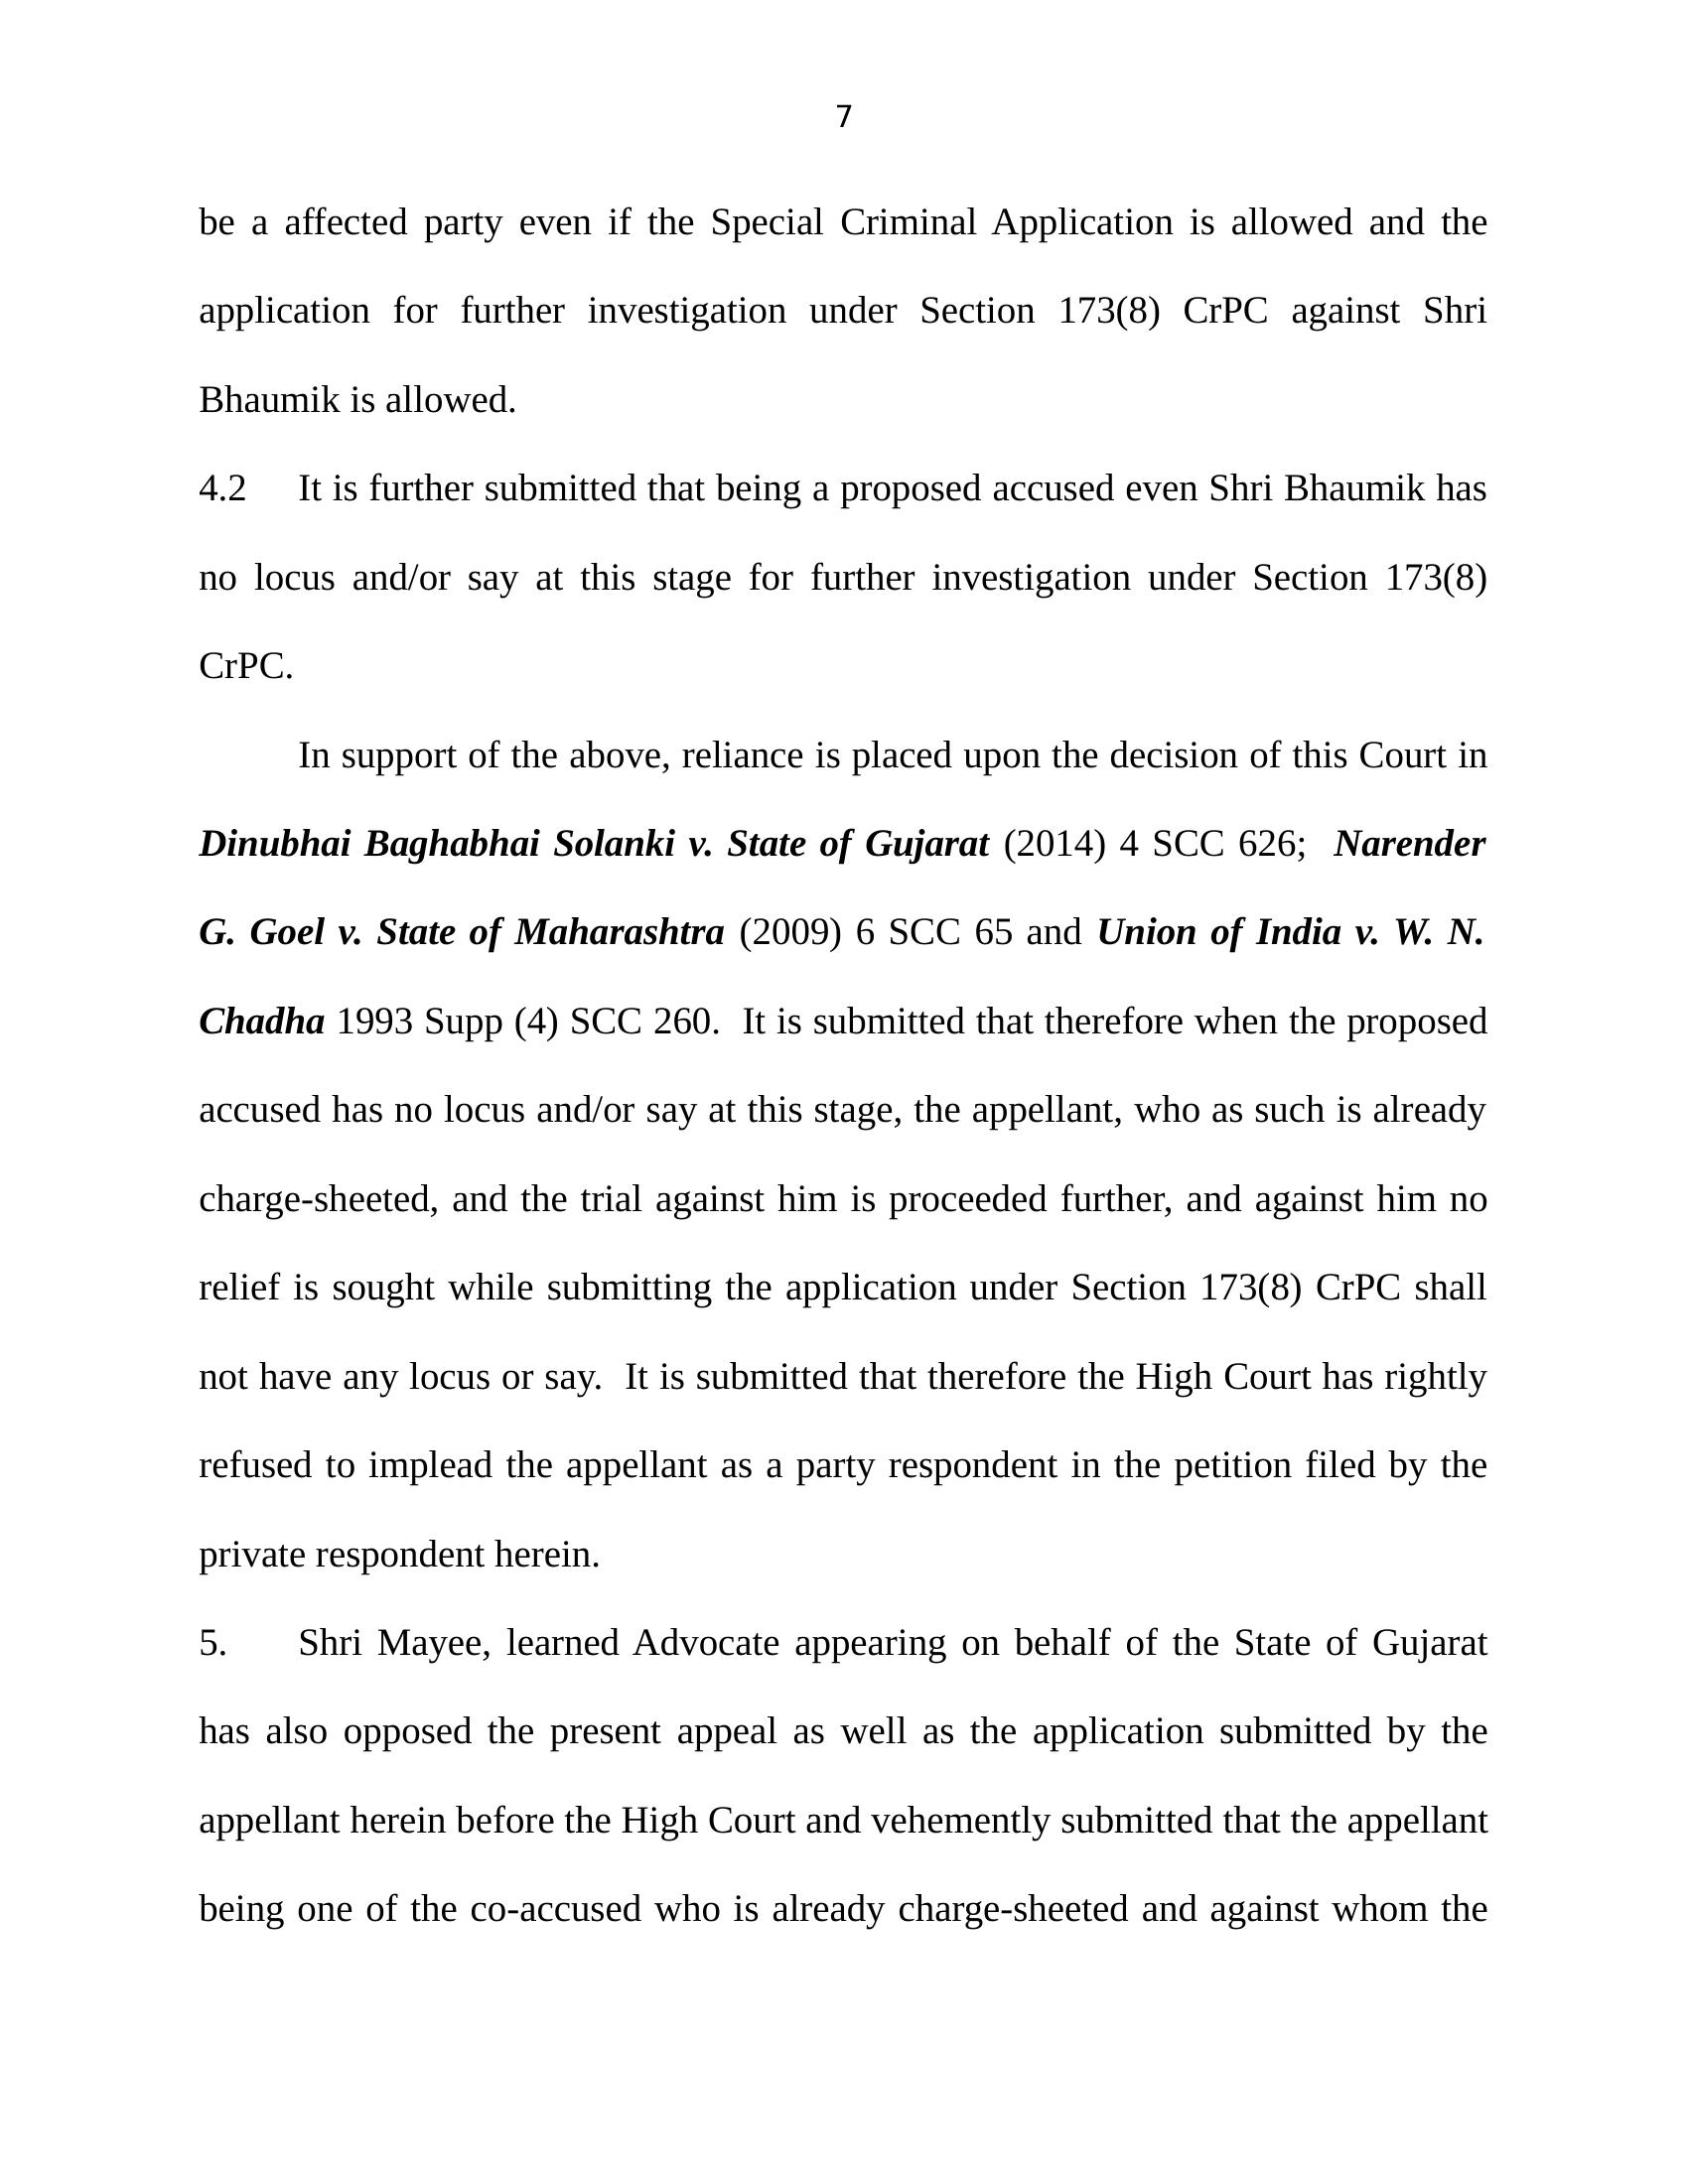 7
be a affected party even if the Special Criminal Application is allowed and the
application for further investigation under Section 173(8) CrPC against Shri
Bhaumik is allowed.
4.2 It is further submitted that being a proposed accused even Shri Bhaumik has
no locus and/or say at this stage for further investigation under Section 173(8)
CrPC.
In support of the above, reliance is placed upon the decision of this Court in
Dinubhai Baghabhai Solanki v. State of Gujarat (2014) 4 SCC 626; Narender
G. Goel v. State of Maharashtra (2009) 6 SCC 65 and Union of India v. W. N.
Chadha 1993 Supp (4) SCC 260. It is submitted that therefore when the proposed
accused has no locus and/or say at this stage, the appellant, who as such is already
charge-sheeted, and the trial against him is proceeded further, and against him no
relief is sought while submitting the application under Section 173(8) CrPC shall
not have any locus or say. It is submitted that therefore the High Court has rightly
refused to implead the appellant as a party respondent in the petition filed by the
private respondent herein.
5. Shri Mayee, learned Advocate appearing on behalf of the State of Gujarat
has also opposed the present appeal as well as the application submitted by the
appellant herein before the High Court and vehemently submitted that the appellant
being one of the co-accused who is already charge-sheeted and against whom the